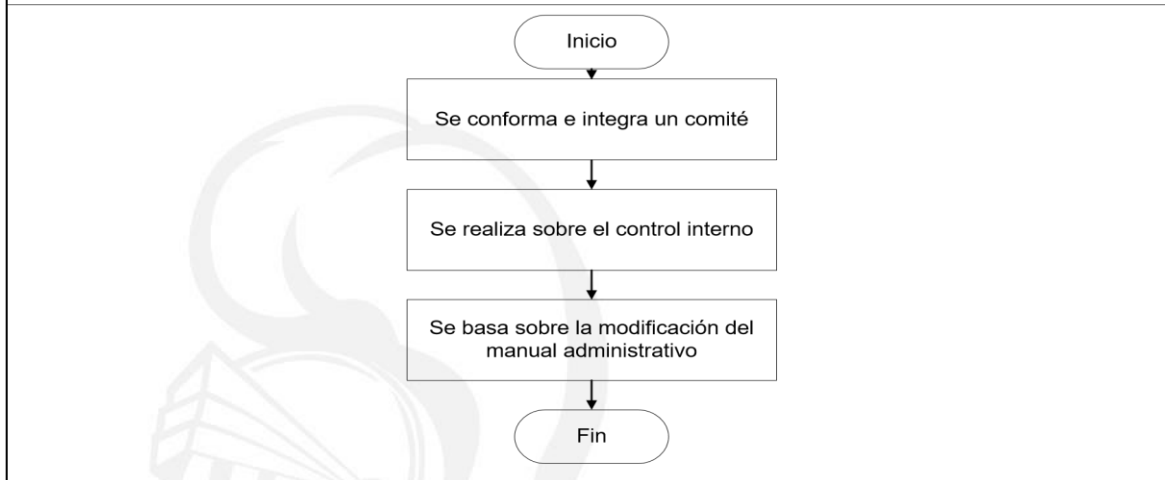 Inicio
Se conforma e integra un comité
Se realiza sobre el control interno
Se basa sobre la modificación del
manual administrativo
Fin